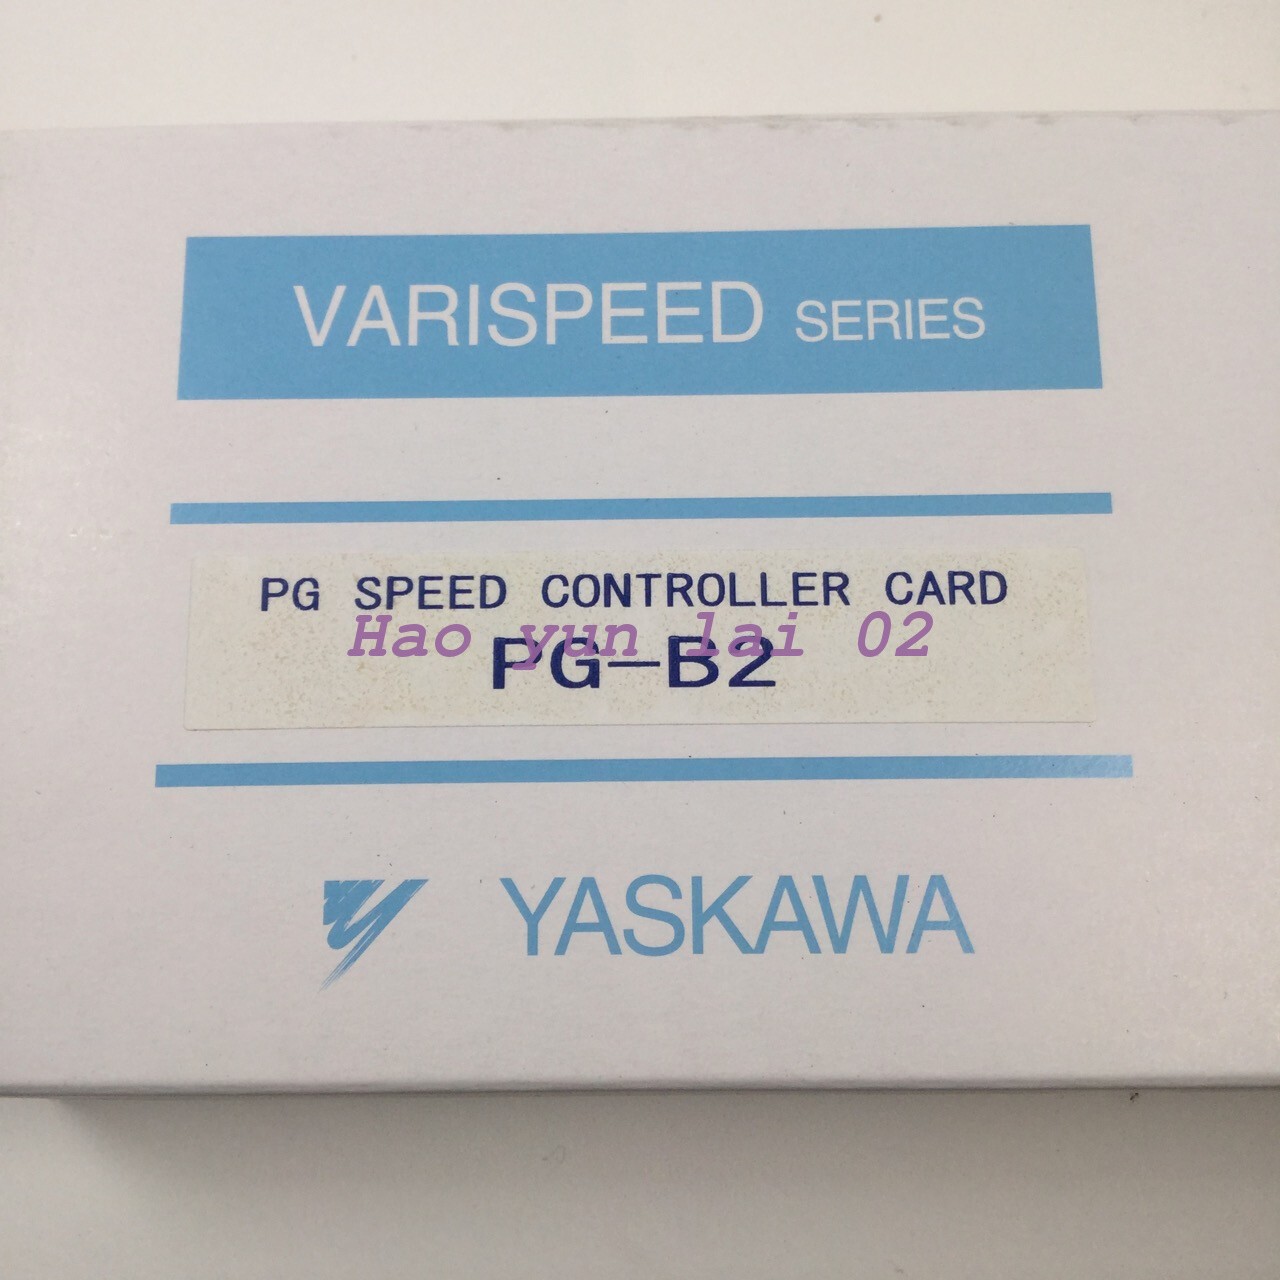 VARISPEED SERIES
PG SPEED CONTROLLER CARD
Hao yun lai 02
PG-B2
YASKAWA